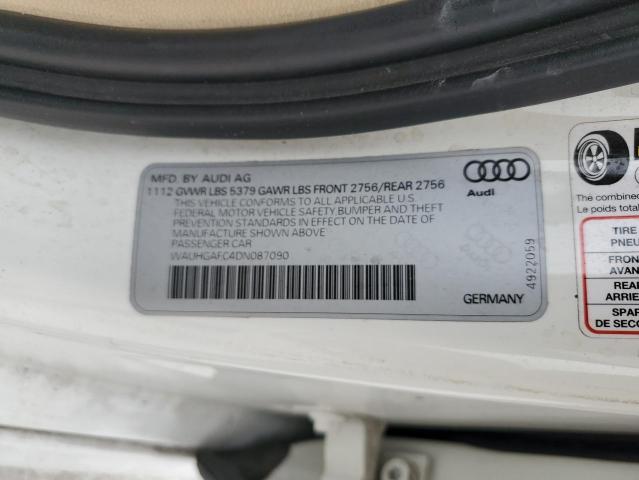 MFD. BY AUDI AG
1112 GVWR LBS 5379 GAWR LBS FRONT 2756/REAR 2756
THIS VEHICLE CONFORMS TO ALL APPLICABLE U.S.
FEDERAL MOTOR VEHICLE SAFETY BUMPER AND THEFT
PREVENTION STANDARDS IN EFFECT ON THE DATE OF
MANUFACTURE SHOWN ABOVE
PASSENGER CAR
WAUHGAFC4DN087090
Audi
4922059
GERMANY
The combined
Le poids total
TIRE
PNEU
FRON
AVAN
REAR
ARRIE
SPAR
DE SECO